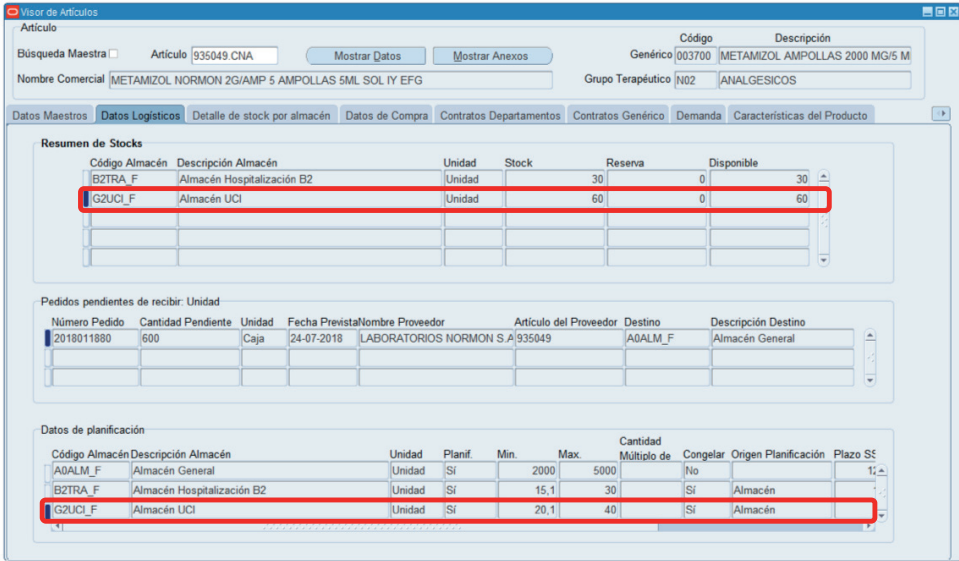 Visor de Artículos
Artículo
Código Descripción
Búsqueda Maestra Artículo 935049.CNA Mostrar Datos Mostrar Anexos Genérico 003700 METAMIZOL AMPOLLAS 2000 MG/5 M
Nombre Comercial METAMIZOL NORMON 2G/AMP 5 AMPOLLAS 5ML SOL IY EFG Grupo Terapéutico N02 ANALGESICOS
Datos Maestros Datos Logísticos Detalle de stock por almacén Datos de Compra Contratos Departamentos Contratos Genérico Demanda Características del Producto
Resumen de Stocks
Código Almacén Descripción Almacén Unidad Stock Reserva Disponible
B2TRA_F Almacén Hospitalización B2 Unidad 30 0 30
G2UCI_F Almacén UCI Unidad 60 0 60
Pedidos pendientes de recibir: Unidad
Número Pedido Cantidad Pendiente Unidad Fecha Prevista Nombre Proveedor Artículo del Proveedor Destino Descripción Destino
2018011880 600 Caja 24-07-2018 LABORATORIOS NORMON S.A 935049 A0ALM_F Almacén General
Datos de planificación
Cantidad
Código Almacén Descripción Almacén Unidad Planif. Min. Max. Múltiplo de Congelar Origen Planificación Plazo SS
A0ALM_F Almacén General Unidad Sí 2000 5000 No
B2TRA_F Almacén Hospitalización B2 Unidad Sí 15,1 30 Sí Almacén
G2UCI_F Almacén UCI Unidad Sí 20,1 40 Sí Almacén